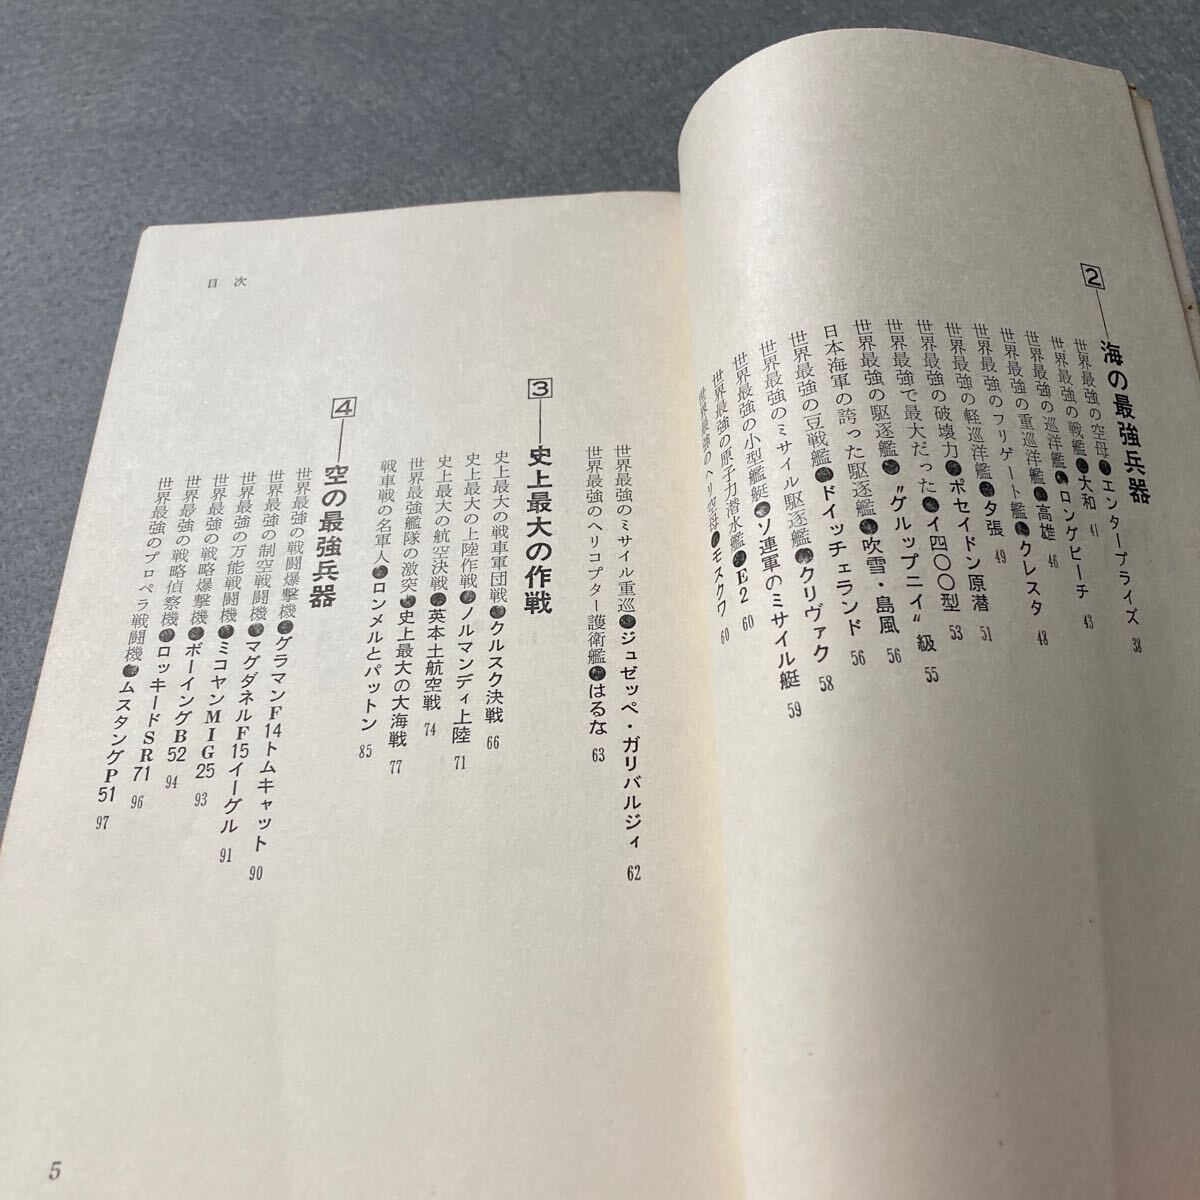 2 海の最強兵器
世界最強の空母●エンタープライズ 38
世界最強の戦艦●大和 41
世界最強の巡洋艦●ロングビーチ 43
世界最強の重巡洋艦●高雄 46
世界最強のフリゲート艦●クレスタ 48
世界最強の軽巡洋艦●夕張 49
世界最強の破壊力●ポセイドン原潜 51
世界最強で最大だった●イ四〇〇型 53
世界最強の駆逐艦●〝グルップニイ〟級 55
日本海軍の誇った駆逐艦●吹雪・島風 56
世界最強の豆戦艦●ドイッチェランド 56
世界最強のミサイル駆逐艦●クリヴァク 58
世界最強の小型艦艇●ソ連軍のミサイル艇 59
世界最強の原子力潜水艦●E2 60
世界最強のヘリ空母●モスクワ 60
世界最強のミサイル重巡●ジュゼッペ・ガリバルジィ 62
世界最強のヘリコプター護衛艦●はるな 63
3 史上最大の作戦
史上最大の戦車軍団戦●クルスク決戦 66
史上最大の上陸作戦●ノルマンディ上陸 71
史上最大の航空決戦●英本土航空戦 74
世界最強艦隊の激突●史上最大の大海戦 77
戦車戦の名軍人●ロンメルとパットン 85
4 空の最強兵器
世界最強の戦闘爆撃機●グラマンF14トムキャット 90
世界最強の制空戦闘機●マグダネルF15イーグル 91
世界最強の万能戦闘機●ミコヤンMIG25 93
世界最強の戦略爆撃機●ボーイングB52 94
世界最強の戦略偵察機●ロッキードSR71 96
世界最強のプロペラ戦闘機●ムスタングP51 97
目次
5